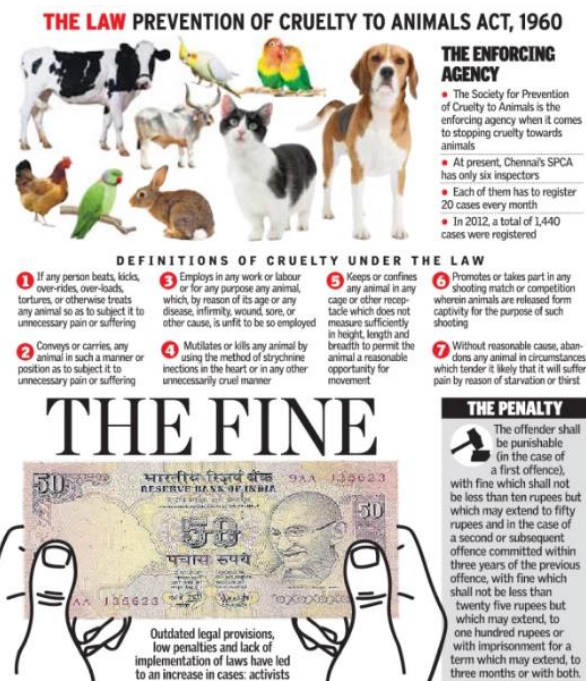 THE LAW PREVENTION OF CRUELTY TO ANIMALS ACT, 1960
THE ENFORCING
AGENCY
• The Society for Prevention
of Cruelty to Animals is the
enforcing agency when it comes
to stopping cruelty towards
animals
• At present, Chennai's SPCA
has only six inspectors
• Each of them has to register
20 cases every month
• In 2012, a total of 1,440
cases were registered
DEFINITIONS OF CRUELTY UNDER THE LAW
1 If any person beats, kicks,
over-rides, over-loads,
tortures, or otherwise treats
any animal so as to subject it to
unnecessary pain or suffering
2 Conveys or carries, any
animal in such a manner or
position as to subject it to
unnecessary pain or suffering
3 Employs in any work or labour
or for any purpose any animal,
which, by reason of its age or any
disease, infirmity, wound, sore, or
other cause, is unfit to be so employed
4 Mutilates or kills any animal by
using the method of strychnine
inections in the heart or in any other
unnecessarily cruel manner
5 Keeps or confines
any animal in any
cage or other recep-
tacle which does not
measure sufficiently
in height, length and
breadth to permit the
animal a reasonable
opportunity for
movement
6 Promotes or takes part in any
shooting match or competition
wherein animals are released form
captivity for the purpose of such
shooting
7 Without reasonable cause, aban-
dons any animal in circumstances
which tender it likely that it will suffer
pain by reason of starvation or thirst
THE FINE
50
भारतीय रिज़र्व बैंक
9AA 135623
RESERVE BANK OF INDIA
50
50
पचास रुपये
9AA 135623
Outdated legal provisions,
low penalties and lack of
implementation of laws have led
to an increase in cases: activists
THE PENALTY
The offender shall
be punishable
(in the case of
a first offence),
with fine which shall not
be less than ten rupees but
which may extend to fifty
rupees and in the case of
a second or subsequent
offence committed within
three years of the previous
offence, with fine which
shall not be less than
twenty five rupees but
which may extend, to
one hundred rupees or
with imprisonment for a
term which may extend, to
three months or with both.